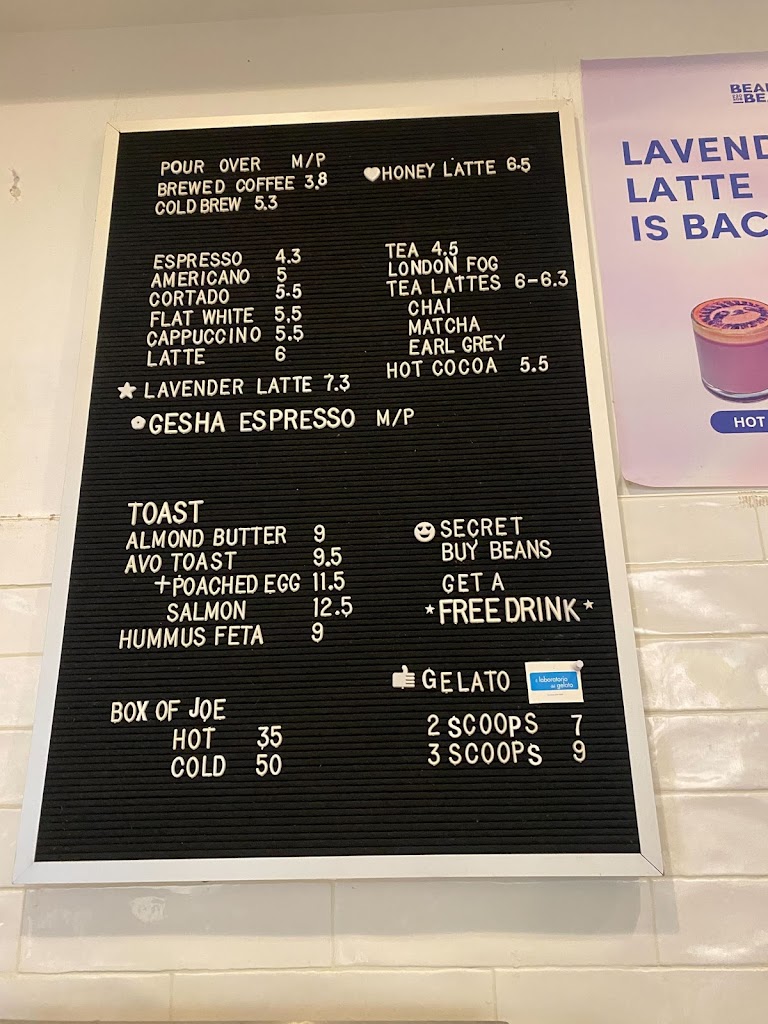 POUR OVER M/P
BREWED COFFEE 3.8
COLD BREW 5.3
HONEY LATTE 6.5
ESPRESSO 4.3
AMERICANO 5
CORTADO 5.5
FLAT WHITE 5.5
CAPPUCCINO 5.5
LATTE 6
LAVENDER LATTE 7.3
GESHA ESPRESSO M/P
TEA 4.5
LONDON FOG
TEA LATTES 6-6.3
CHAI
MATCHA
EARL GREY
HOT COCOA 5.5
TOAST
ALMOND BUTTER 9
AVO TOAST 9.5
+POACHED EGG 11.5
SALMON 12.5
HUMMUS FETA 9
SECRET
BUY BEANS
GET A
*FREE DRINK*
BOX OF JOE
HOT 35
COLD 50
GELATO
il laboratorio
del gelato
2 SCOOPS 7
3 SCOOPS 9
LAVEND
LATTE
IS BAC
HOT